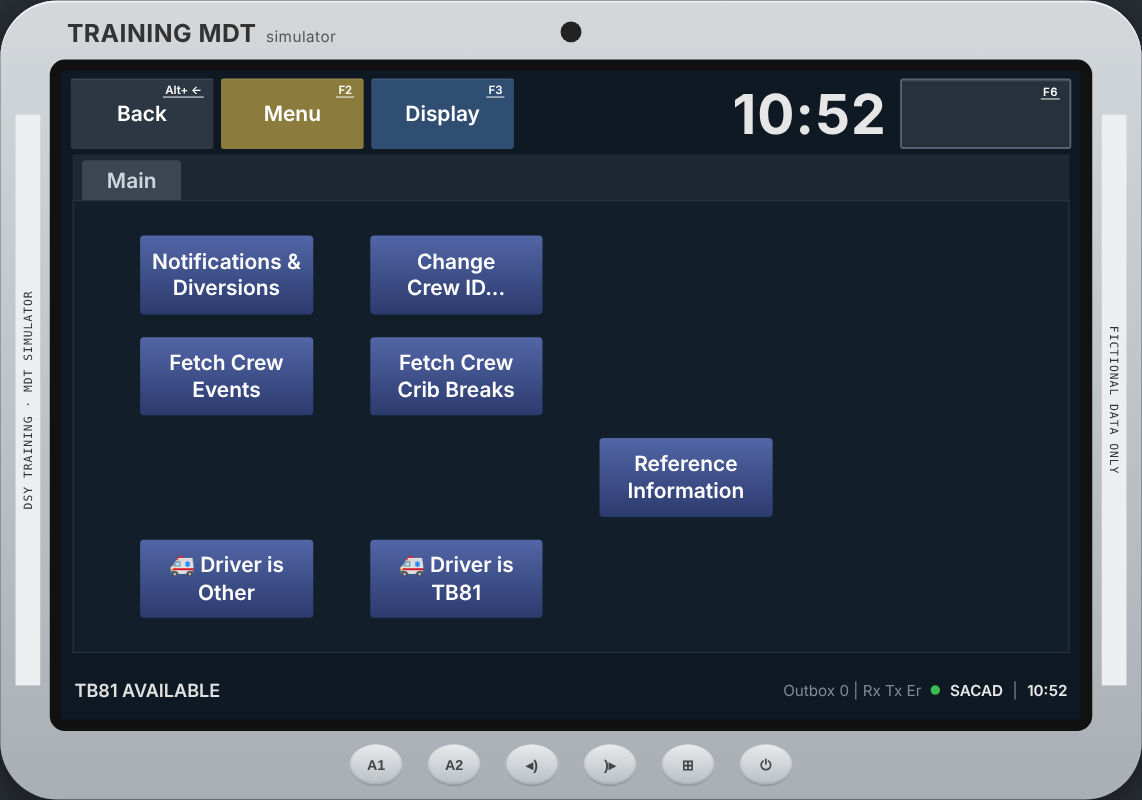 TRAINING MDT simulator
Alt+ ←
Back
F2
Menu
F3
Display
10:52
F6
Main
Notifications &
Diversions
Change
Crew ID...
Fetch Crew
Events
Fetch Crew
Crib Breaks
Reference
Information
🚑 Driver is
Other
🚑 Driver is
TB81
TB81 AVAILABLE
Outbox 0 | Rx Tx Er ● SACAD | 10:52
A1
A2
DSY TRAINING · MDT SIMULATOR
FICTIONAL DATA ONLY